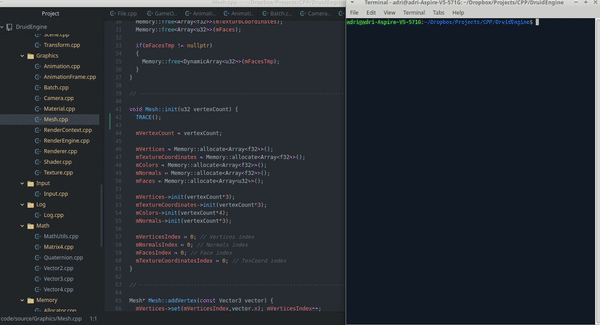 Project
DruidEngine
Scene.cpp
Transform.cpp
Graphics
Animation.cpp
AnimationFrame.cpp
Batch.cpp
Camera.cpp
Material.cpp
Mesh.cpp
RenderContext.cpp
RenderEngine.cpp
Renderer.cpp
Shader.cpp
Texture.cpp
Input
Input.cpp
Log
Log.cpp
Math
MathUtils.cpp
Matrix4.cpp
Quaternion.cpp
Vector2.cpp
Vector3.cpp
Vector4.cpp
Memory
Allocator.cpp
code/source/Graphics/Mesh.cpp 1:1
File.cpp
GameO
Animati
Animati
Batch.c
Camera.
Memory::free<Array<f32>>(mTextureCoordinates);
Memory::free<Array<u32>>(mFaces);
if(mFacesTmp != nullptr)
{
Memory::free<DynamicArray<u32>>(mFacesTmp);
}
}
void Mesh::init(u32 vertexCount) {
TRACE();
mVertexCount = vertexCount;
mVertices = Memory::allocate<Array<f32>>();
mTextureCoordinates = Memory::allocate<Array<f32>>();
mColors = Memory::allocate<Array<f32>>();
mNormals = Memory::allocate<Array<f32>>();
mFaces = Memory::allocate<Array<u32>>();
mVertices->init(vertexCount*3);
mTextureCoordinates->init(vertexCount*3);
mColors->init(vertexCount*4);
mNormals->init(vertexCount*3);
mVerticesIndex = 0; // Vertices index
mNormalsIndex = 0; // Normals index
mFacesIndex = 0; // Face index
mTextureCoordinatesIndex = 0; // TexCoord index
}
Mesh* Mesh::addVertex(const Vector3 vector) {
mVertices->set(mVerticesIndex,vector.x); mVerticesIndex++;
Terminal - adri@adri-Aspire-V5-571G: ~/Dropbox/Projects/CPP/DruidEngine
File Edit View Terminal Tabs Help
adri@adri-Aspire-V5-571G:~/Dropbox/Projects/CPP/DruidEngine$